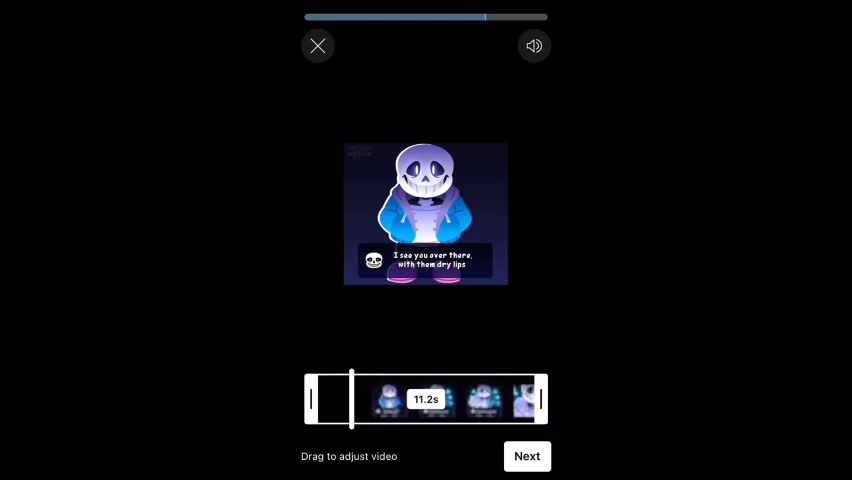 I see you over there,
with them dry lips
11.2s
Drag to adjust video
Next